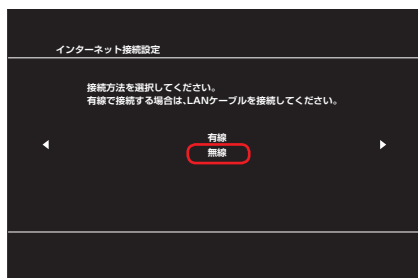 インターネット接続設定
接続方法を選択してください。
有線で接続する場合は、LANケーブルを接続してください。
有線
無線